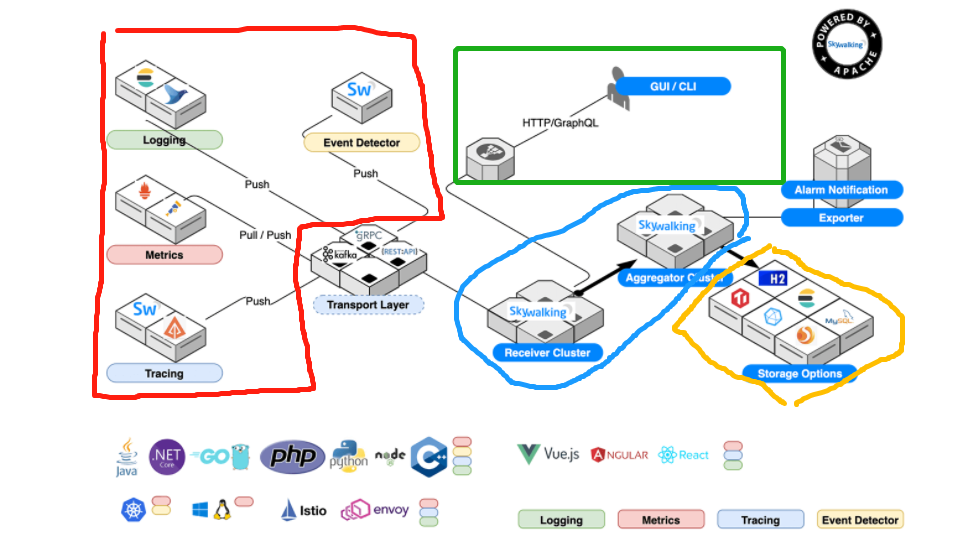 POWERED BY
Skywalking
APACHE
Sw
GUI / CLI
Logging
Event Detector
HTTP/GraphQL
Push
Push
Alarm Notification
Exporter
Metrics
Pull / Push
gRPC
kafka
{REST:API}
Skywalking
Aggregator Cluster
H2
Transport Layer
Push
Sw
Skywalking
MySQL
Receiver Cluster
Tracing
Storage Options
Java
.NET
Core
GO
php
python
node
C++
Vue.js
ANGULAR
React
Istio
envoy
Logging
Metrics
Tracing
Event Detector